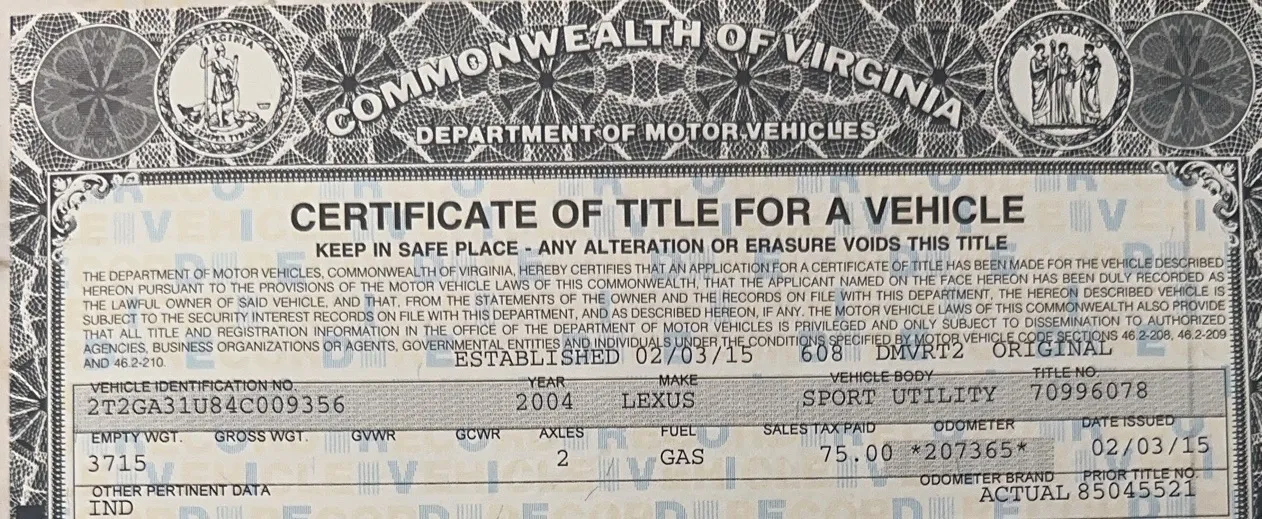 COMMONWEALTH OF VIRGINIA
VIRGINIA
PERSEVERANDO
DEPARTMENT OF MOTOR VEHICLES
CERTIFICATE OF TITLE FOR A VEHICLE
KEEP IN SAFE PLACE - ANY ALTERATION OR ERASURE VOIDS THIS TITLE
THE DEPARTMENT OF MOTOR VEHICLES, COMMONWEALTH OF VIRGINIA, HEREBY CERTIFIES THAT AN APPLICATION FOR A CERTIFICATE OF TITLE HAS BEEN MADE FOR THE VEHICLE DESCRIBED
HEREON PURSUANT TO THE PROVISIONS OF THE MOTOR VEHICLE LAWS OF THIS COMMONWEALTH, THAT THE APPLICANT NAMED ON THE FACE HEREON HAS BEEN DULY RECORDED AS
THE LAWFUL OWNER OF SAID VEHICLE, AND THAT, FROM THE STATEMENTS OF THE OWNER AND THE RECORDS ON FILE WITH THIS DEPARTMENT, THE HEREON DESCRIBED VEHICLE IS
SUBJECT TO THE SECURITY INTEREST RECORDS ON FILE WITH THIS DEPARTMENT, AND AS DESCRIBED HEREON, IF ANY. THE MOTOR VEHICLE LAWS OF THIS COMMONWEALTH ALSO PROVIDE
THAT ALL TITLE AND REGISTRATION INFORMATION IN THE OFFICE OF THE DEPARTMENT OF MOTOR VEHICLES IS PRIVILEGED AND ONLY SUBJECT TO DISSEMINATION TO AUTHORIZED
AGENCIES, BUSINESS ORGANIZATIONS OR AGENTS, GOVERNMENTAL ENTITIES AND INDIVIDUALS UNDER THE CONDITIONS SPECIFIED BY MOTOR VEHICLE CODE SECTIONS 46.2-208, 46.2-209
AND 46.2-210.
ESTABLISHED 02/03/15 608 DMVRT2 ORIGINAL
VEHICLE IDENTIFICATION NO. YEAR MAKE VEHICLE BODY TITLE NO.
2T2GA31U84C009356 2004 LEXUS SPORT UTILITY 70996078
EMPTY WGT. GROSS WGT. GVWR GCWR AXLES FUEL SALES TAX PAID ODOMETER DATE ISSUED
3715 2 GAS 75.00 *207365* 02/03/15
OTHER PERTINENT DATA ODOMETER BRAND PRIOR TITLE NO.
IND ACTUAL 85045521